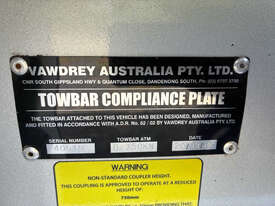 VAWDREY AUSTRALIA PTY. LTD.
CNR SOUTH GIPPSLAND HWY & QUANTUM CLOSE, DANDENONG SOUTH
TOWBAR COMPLIANCE PLATE
THE TOWBAR ATTACHED TO THIS VEHICLE HAS BEEN DESIGNED, MANUFACTURED
AND FITTED IN ACCORDANCE WITH A.D.R. No. 62 / 02 BY VAWDREY AUSTRALIA PTY. LTD.
SERIAL NUMBER TOWBAR ATM DATE
WARNING
NON-STANDARD COUPLER HEIGHT.
THIS COUPLING IS APPROVED TO OPERATE AT A REDUCED
HEIGHT OF: